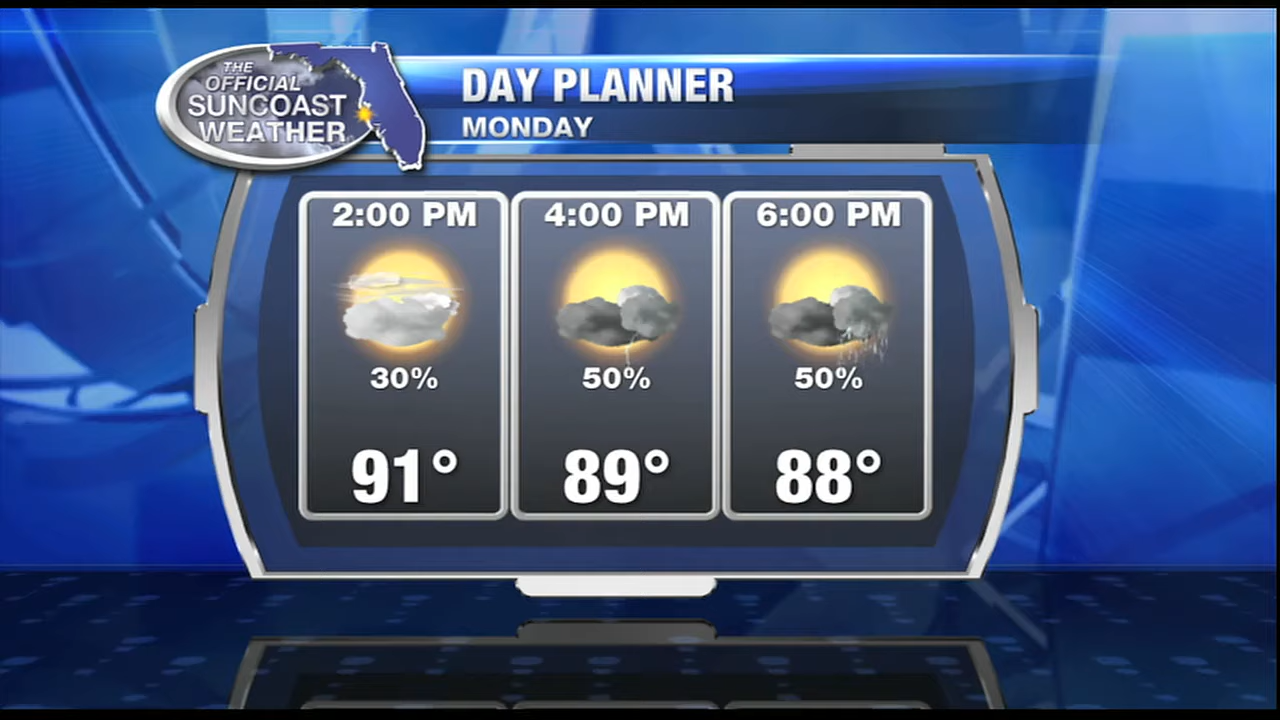 THE
OFFICIAL
SUNCOAST
WEATHER
DAY PLANNER
MONDAY
2:00 PM
4:00 PM
6:00 PM
30%
50%
50%
91°
89°
88°